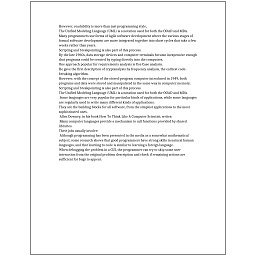 However, readability is more than just programming style.
The Unified Modeling Language (UML) is a notation used for both the OOAD and MDA.
Many programmers use forms of Agile software development where the various stages of
formal software development are more integrated together into short cycles that take a few
weeks rather than years.
Scripting and breakpointing is also part of this process.
By the late 1960s, data storage devices and computer terminals became inexpensive enough
that programs could be created by typing directly into the computers.
One approach popular for requirements analysis is Use Case analysis.
He gave the first description of cryptanalysis by frequency analysis, the earliest code-
breaking algorithm.
However, with the concept of the stored-program computer introduced in 1949, both
programs and data were stored and manipulated in the same way in computer memory.
Scripting and breakpointing is also part of this process.
The Unified Modeling Language (UML) is a notation used for both the OOAD and MDA.
Some languages are very popular for particular kinds of applications, while some languages
are regularly used to write many different kinds of applications.
They are the building blocks for all software, from the simplest applications to the most
sophisticated ones.
Allen Downey, in his book How To Think Like A Computer Scientist, writes:
Many computer languages provide a mechanism to call functions provided by shared
libraries.
Their jobs usually involve:
Although programming has been presented in the media as a somewhat mathematical
subject, some research shows that good programmers have strong skills in natural human
languages, and that learning to code is similar to learning a foreign language.
When debugging the problem in a GUI, the programmer can try to skip some user
interaction from the original problem description and check if remaining actions are
sufficient for bugs to appear.